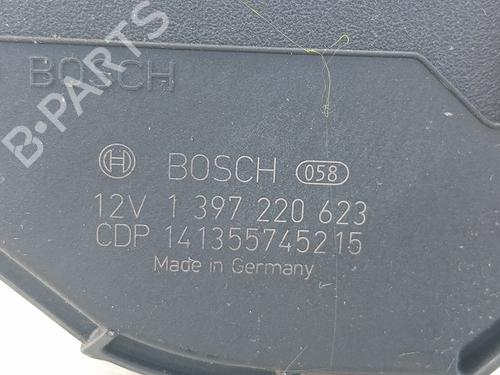 B-PARTS
BOSCH
BOSCH 058
12V 1 397 220 623
CDP 141355745215
Made in Germany